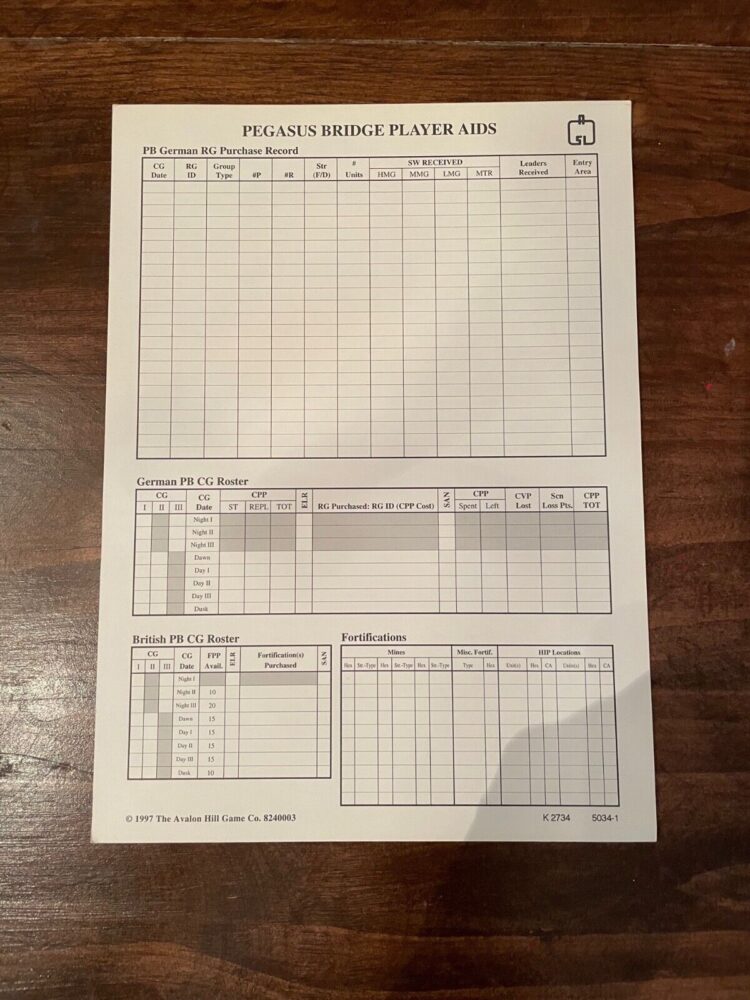 PEGASUS BRIDGE PLAYER AIDS
A SL
PB German RG Purchase Record
CG Date RG ID Group Type #P #R Str (F/D) # Units SW RECEIVED HMG MMG LMG MTR Leaders Received Entry Area
German PB CG Roster
CG CG Date CPP ELR RG Purchased: RG ID (CPP Cost) SAN CPP CVP Lost Scn Loss Pts. CPP TOT
I II III ST REPL TOT Spent Left
Night I
Night II
Night III
Dawn
Day I
Day II
Day III
Dusk
British PB CG Roster
CG CG Date FPP Avail. ELR Fortification(s) Purchased SAN
I II III
Night I
Night II 10
Night III 20
Dawn 15
Day I 15
Day II 15
Day III 15
Dusk 10
Fortifications
Mines Misc. Fortif. HIP Locations
Hex Str.-Type Hex Str.-Type Hex Str.-Type Type Hex Unit(s) Hex CA Unit(s) Hex CA
© 1997 The Avalon Hill Game Co. 8240003
K 2734 5034-1